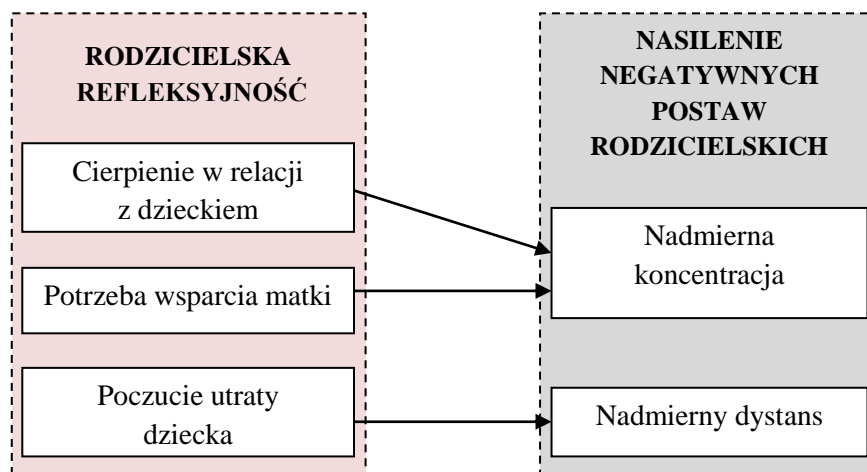 RODZICIELSKA
REFLEKSYJNOŚĆ
Cierpienie w relacji
z dzieckiem
Potrzeba wsparcia matki
Poczucie utraty
dziecka
NASILENIE
NEGATYWNYCH
POSTAW
RODZICIELSKICH
Nadmierna
koncentracja
Nadmierny dystans